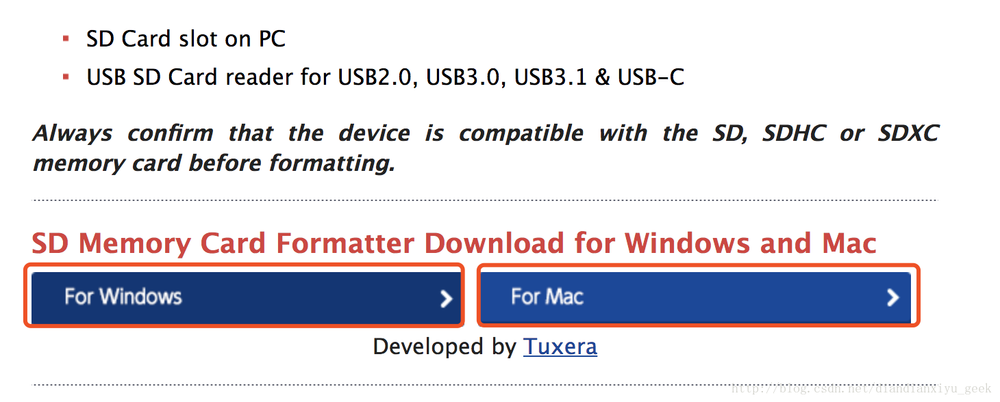 SD Card slot on PC
USB SD Card reader for USB2.0, USB3.0, USB3.1 & USB-C
Always confirm that the device is compatible with the SD, SDHC or SDXC
memory card before formatting.
SD Memory Card Formatter Download for Windows and Mac
For Windows
For Mac
Developed by Tuxera
http://blog.csdn.net/diandianxiyu_geek